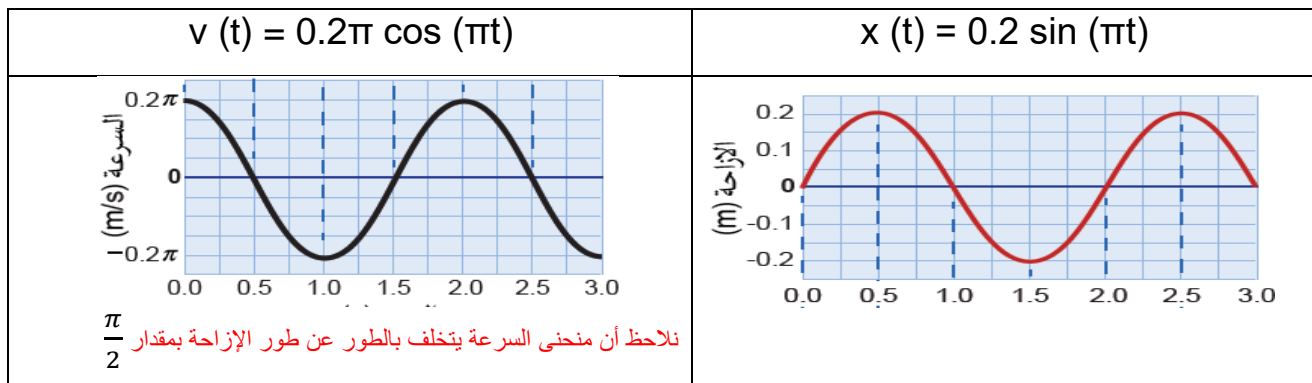 v (t) = 0.2π cos (πt)
x (t) = 0.2 sin (πt)
السرعة (m/s)
0.2π
0
−0.2π
0.0 0.5 1.0 1.5 2.0 2.5 3.0
نلاحظ أن منحنى السرعة يتخلف بالطور عن طور الإزاحة بمقدار π/2
الازاحة (m)
0.2
0.1
0
-0.1
-0.2
0.0 0.5 1.0 1.5 2.0 2.5 3.0